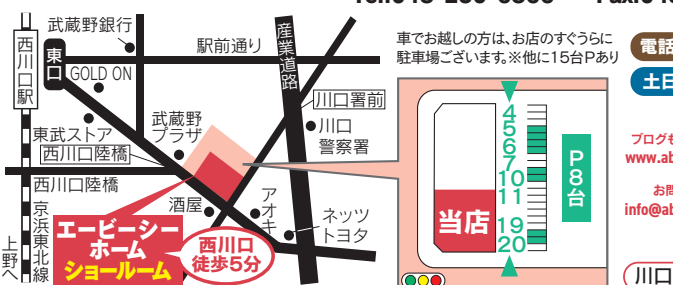 武蔵野銀行
駅前通り
産業道路
西川口駅
東口
GOLD ON
川口署前
川口
警察署
東武ストア
武蔵野
プラザ
西川口陸橋
西川口陸橋
京浜東北線
上野へ
酒屋
アオキ
ネッツ
トヨタ
エービーシー
ホーム
ショールーム
西川口
徒歩5分
車でお越しの方は、お店のすぐうらに
駐車場ございます。※他に15台Pあり
4
5
6
7
10
11
19
20
P8台
当店
電話
土日
ブログも
www.ab
お問
info@ab
川口